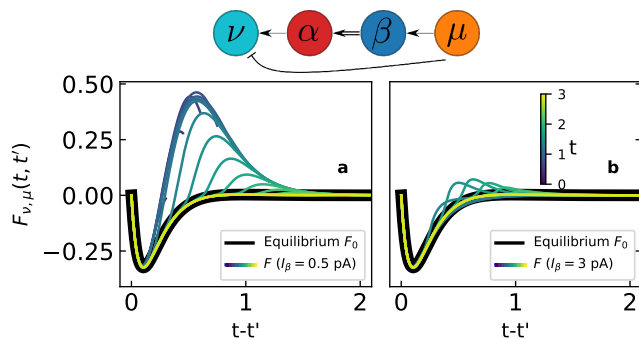 ν α β μ
0.50
0.25
0.00
−0.25
F_{ν,μ}(t, t′)
a
Equilibrium F₀
F (I_β = 0.5 pA)
0 1 2
t-t'
3
2
1
0
t
b
Equilibrium F₀
F (I_β = 3 pA)
0 1 2
t-t'